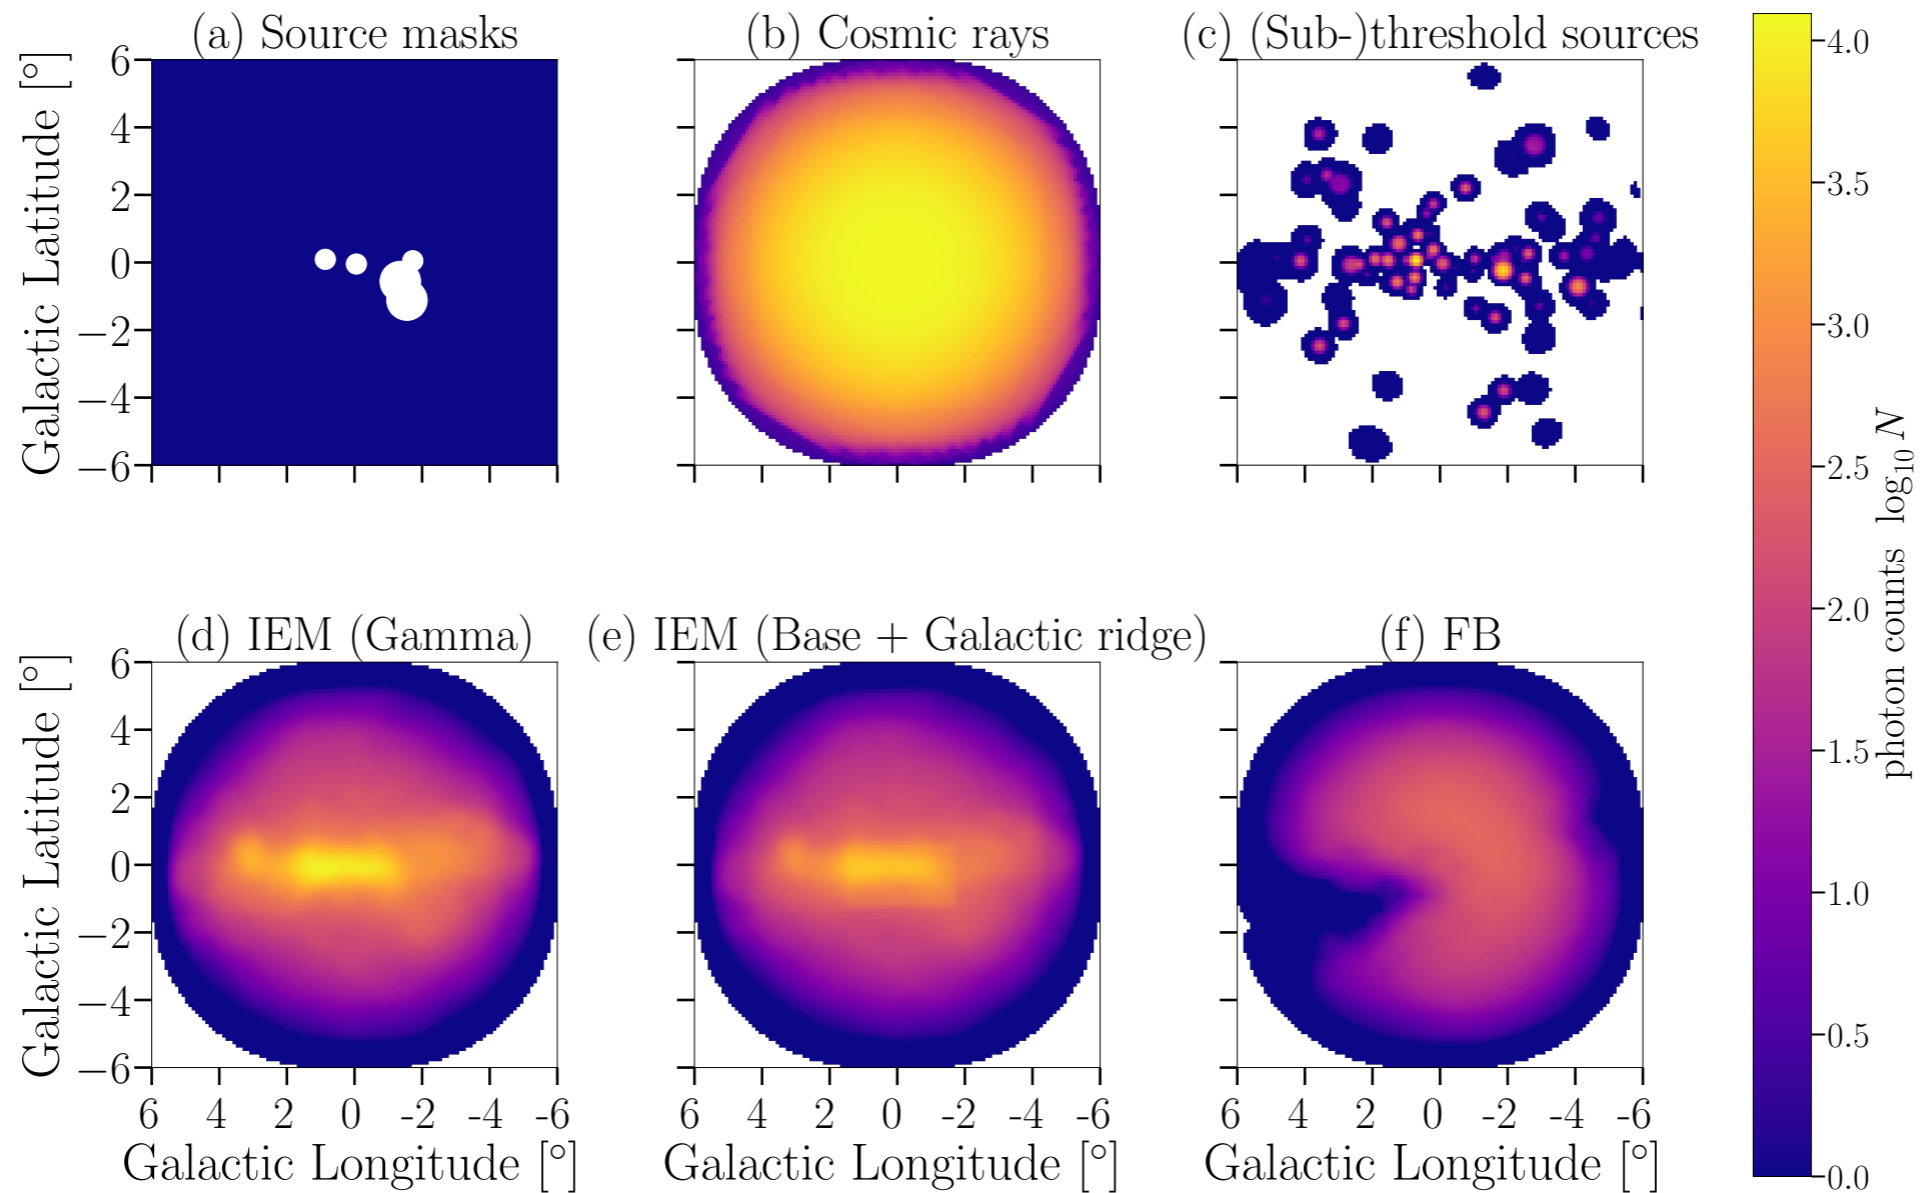 (a) Source masks
(b) Cosmic rays
(c) (Sub-)threshold sources
Galactic Latitude [°]
6
4
2
0
−2
−4
−6
(d) IEM (Gamma)
(e) IEM (Base + Galactic ridge)
(f) FB
Galactic Latitude [°]
6
4
2
0
−2
−4
−6
6 4 2 0 -2 -4 -6
6 4 2 0 -2 -4 -6
6 4 2 0 -2 -4 -6
Galactic Longitude [°]
Galactic Longitude [°]
Galactic Longitude [°]
4.0
3.5
3.0
2.5
2.0
1.5
1.0
0.5
0.0
photon counts log₁₀ N